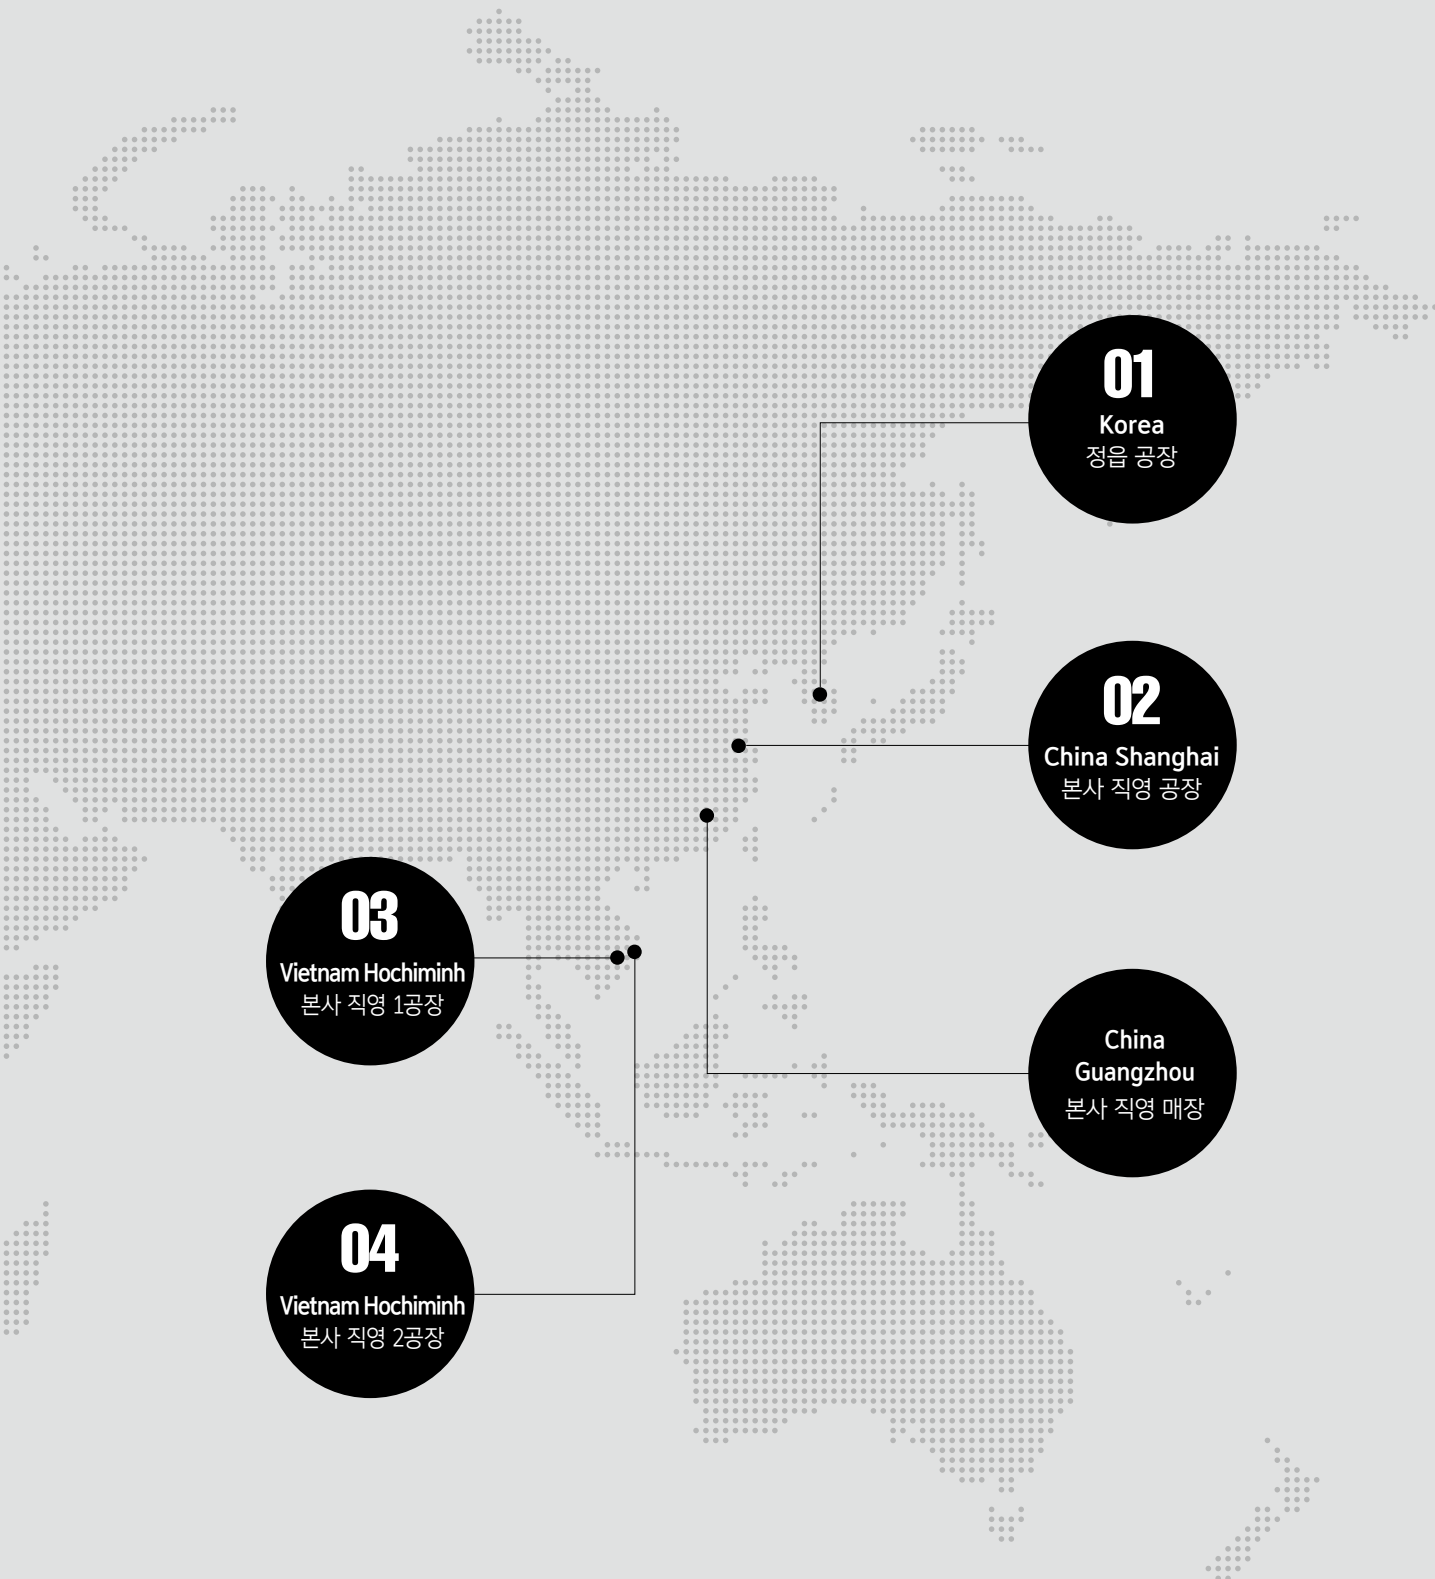 01
Korea
정읍 공장
02
China Shanghai
본사 직영 공장
03
Vietnam Hochiminh
본사 직영 1공장
China
Guangzhou
본사 직영 매장
04
Vietnam Hochiminh
본사 직영 2공장